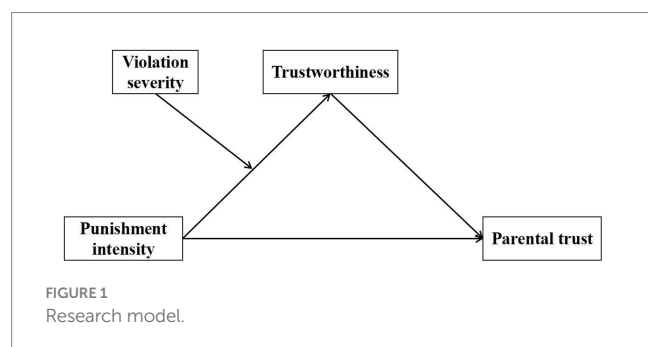 Violation
severity
Trustworthiness
Punishment
intensity
Parental trust
FIGURE 1
Research model.